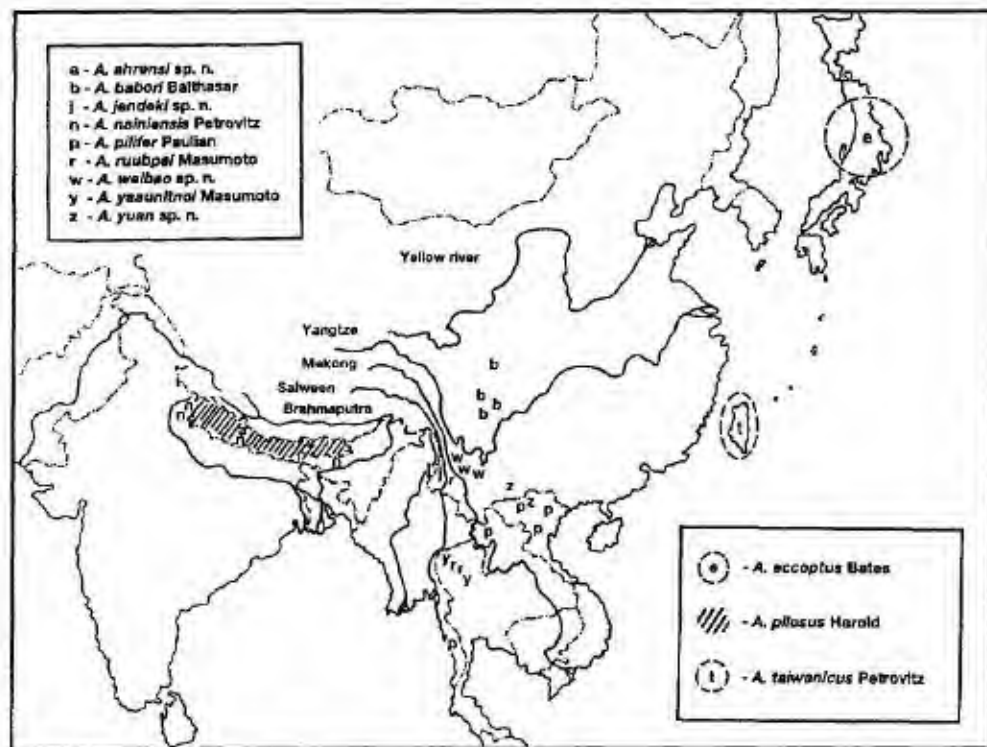 a - A. ahrensi sp. n.
b - A. babori Balthasar
j - A. jendeki sp. n.
n - A. nainiensis Petrovitz
p - A. pilifer Paulian
r - A. ruubpai Masumoto
w - A. weibao sp. n.
y - A. yasunitnoi Masumoto
z - A. yuan sp. n.
e
Yellow river
Yangtze
Mekong
Salween
Brahmaputra
b
b
b b
n
t
w
w w
z
p z p
p
p
y r r
y
p
e - A. eccoptus Bates
- A. pilosus Harold
t - A. taiwanicus Petrovitz